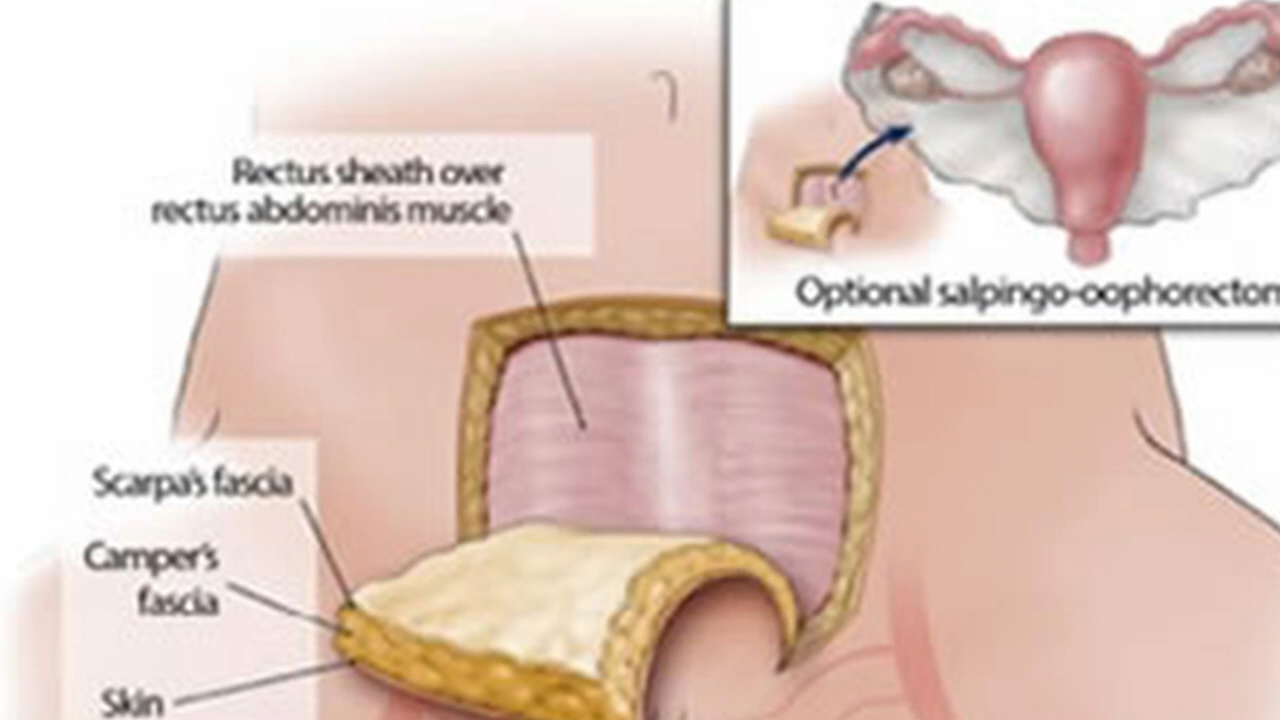 Rectus sheath over
rectus abdominis muscle
Optional salpingo-oophorecton
Scarpa's fascia
Camper's
fascia
Skin